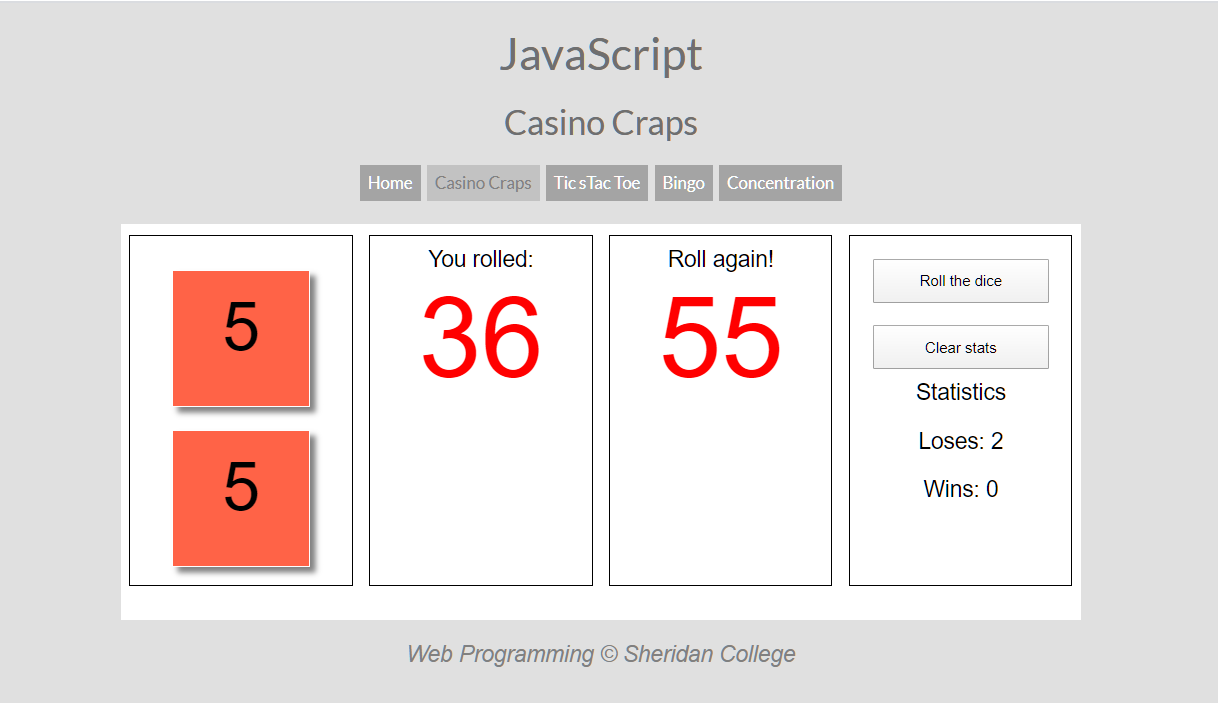 JavaScript
Casino Craps
Home Casino Craps Tic sTac Toe Bingo Concentration
5
5
You rolled:
36
Roll again!
55
Roll the dice
Clear stats
Statistics
Loses: 2
Wins: 0
Web Programming © Sheridan College